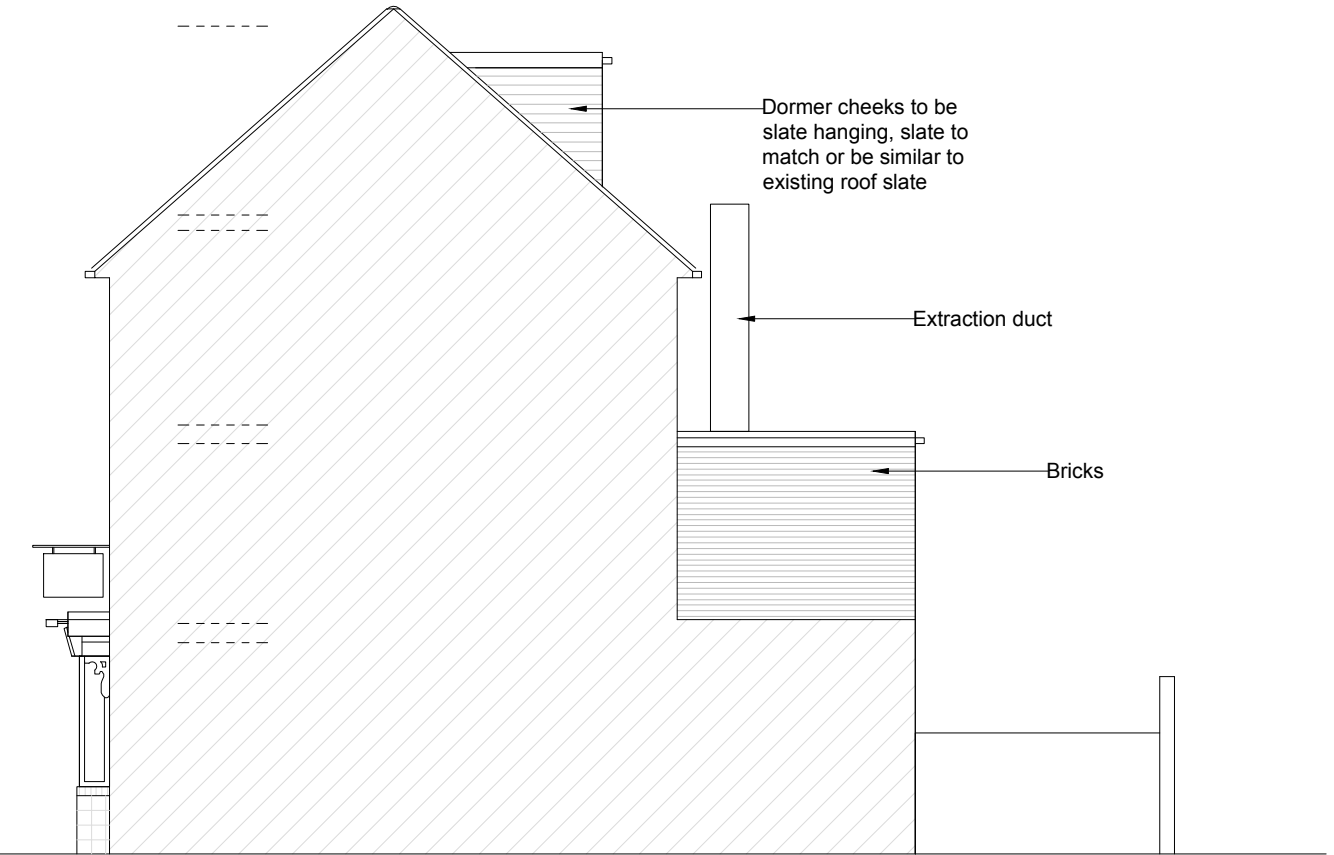 Dormer cheeks to be
slate hanging, slate to
match or be similar to
existing roof slate
Extraction duct
Bricks